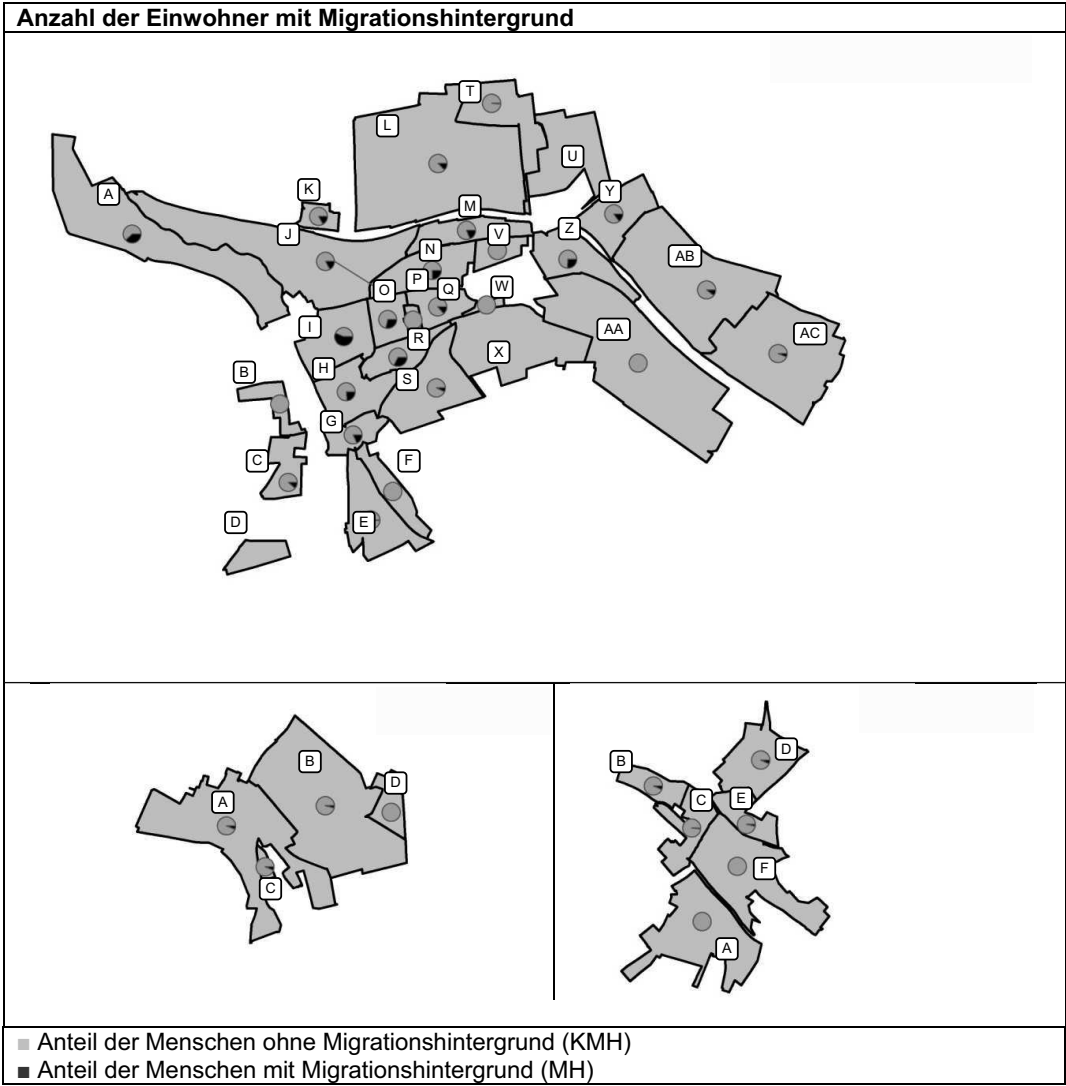 Anzahl der Einwohner mit Migrationshintergrund
T
L
U
A
K
Y
M
J
V
Z
N
AB
P
O
Q
W
I
AA
AC
R
X
H
B
S
G
C
F
D
E
B
D
A
C
B
D
C
E
F
A
Anteil der Menschen ohne Migrationshintergrund (KMH)
Anteil der Menschen mit Migrationshintergrund (MH)